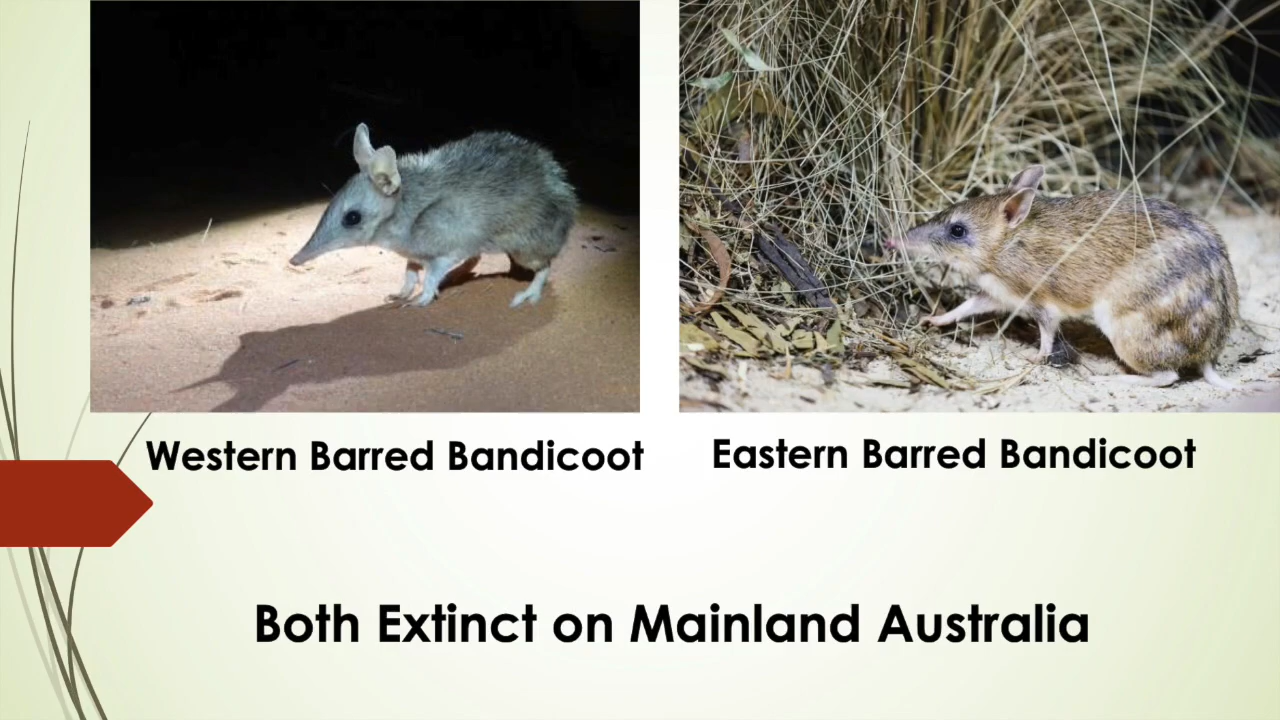 Western Barred Bandicoot
Eastern Barred Bandicoot
Both Extinct on Mainland Australia